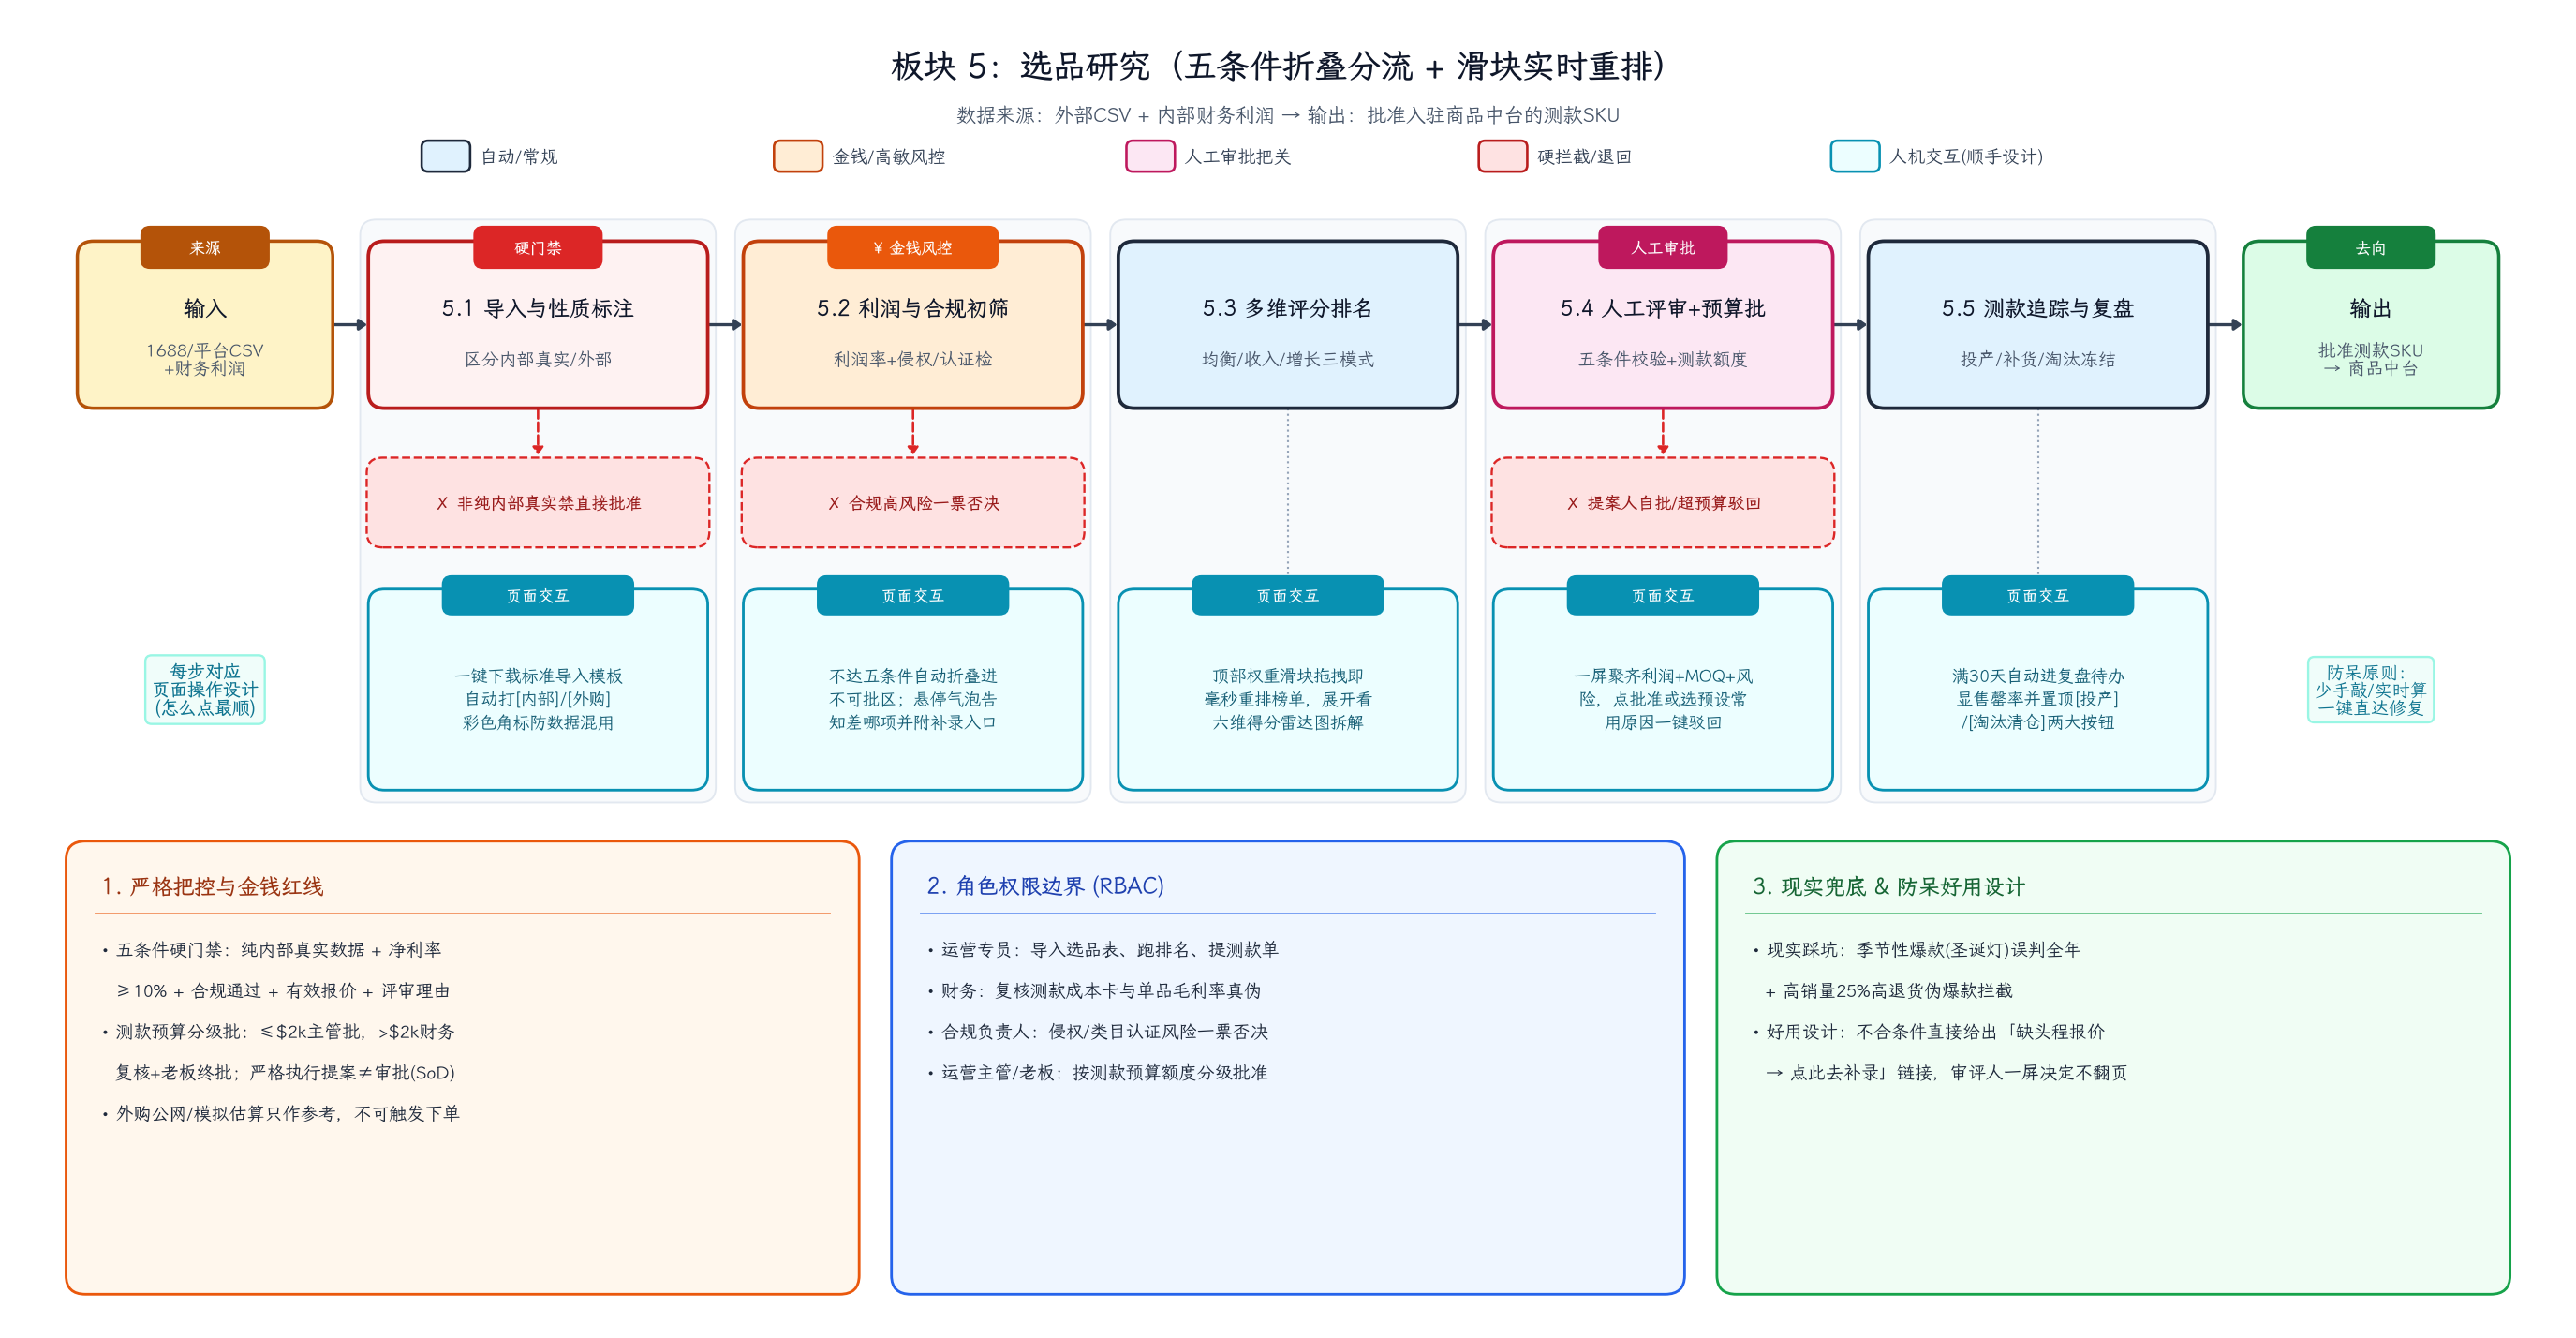 板块 5：选品研究（五条件折叠分流 + 滑块实时重排）
数据来源：外部CSV + 内部财务利润 → 输出：批准入驻商品中台的测款SKU
自动/常规
金钱/高敏风控
人工审批把关
硬拦截/退回
人机交互(顺手设计)
来源
输入
1688/平台CSV
+财务利润
硬门禁
5.1 导入与性质标注
区分内部真实/外部
¥ 金钱风控
5.2 利润与合规初筛
利润率+侵权/认证检
5.3 多维评分排名
均衡/收入/增长三模式
人工审批
5.4 人工评审+预算批
五条件校验+测款额度
5.5 测款追踪与复盘
投产/补货/淘汰冻结
去向
输出
批准测款SKU
→ 商品中台
X 非纯内部真实禁直接批准
X 合规高风险一票否决
X 提案人自批/超预算驳回
每步对应
页面操作设计
(怎么点最顺)
页面交互
一键下载标准导入模板
自动打[内部]/[外购]
彩色角标防数据混用
页面交互
不达五条件自动折叠进
不可批区；悬停气泡告
知差哪项并附补录入口
页面交互
顶部权重滑块拖拽即
毫秒重排榜单，展开看
六维得分雷达图拆解
页面交互
一屏聚齐利润+MOQ+风
险，点批准或选预设常
用原因一键驳回
页面交互
满30天自动进复盘待办
显售罄率并置顶[投产]
/[淘汰清仓]两大按钮
防呆原则：
少手敲/实时算
一键直达修复
1. 严格把控与金钱红线
• 五条件硬门禁：纯内部真实数据 + 净利率
≥10% + 合规通过 + 有效报价 + 评审理由
• 测款预算分级批：≤$2k主管批，>$2k财务
复核+老板终批；严格执行提案≠审批(SoD)
• 外购公网/模拟估算只作参考，不可触发下单
2. 角色权限边界 (RBAC)
• 运营专员：导入选品表、跑排名、提测款单
• 财务：复核测款成本卡与单品毛利率真伪
• 合规负责人：侵权/类目认证风险一票否决
• 运营主管/老板：按测款预算额度分级批准
3. 现实兜底 & 防呆好用设计
• 现实踩坑：季节性爆款(圣诞灯)误判全年
+ 高销量25%高退货伪爆款拦截
• 好用设计：不合条件直接给出「缺头程报价
→ 点此去补录」链接，审评人一屏决定不翻页